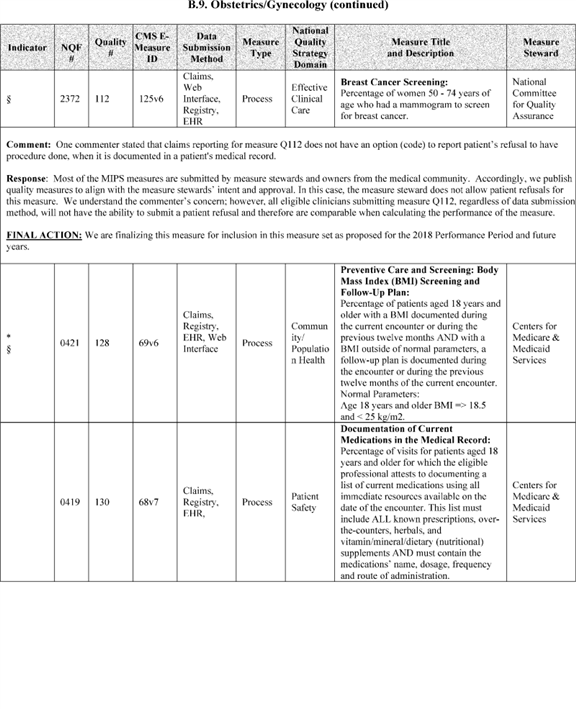 B.9. Obstetrics/Gynecology (continued)
Indicator
NQF
#
Quality
#
CMS E-
Measure
ID
Data
Submission
Method
Measure
Type
National
Quality
Strategy
Domain
Measure Title
and Description
Measure
Steward
§
2372
112
125v6
Claims,
Web
Interface,
Registry,
EHR
Process
Effective
Clinical
Care
Breast Cancer Screening:
Percentage of women 50 - 74 years of
age who had a mammogram to screen
for breast cancer.
National
Committee
for Quality
Assurance
Comment: One commenter stated that claims reporting for measure Q112 does not have an option (code) to report patient's refusal to have
procedure done, when it is documented in a patient's medical record.
Response: Most of the MIPS measures are submitted by measure stewards and owners from the medical community. Accordingly, we publish
quality measures to align with the measure stewards' intent and approval. In this case, the measure steward does not allow patient refusals for
this measure. We understand the commenter's concern; however, all eligible clinicians submitting measure Q112, regardless of data submission
method, will not have the ability to submit a patient refusal and therefore are comparable when calculating the performance of the measure.
FINAL ACTION: We are finalizing this measure for inclusion in this measure set as proposed for the 2018 Performance Period and future
years.
*
§
0421
128
69v6
Claims,
Registry,
EHR, Web
Interface
Process
Commun
ity/
Populatio
n Health
Preventive Care and Screening: Body
Mass Index (BMI) Screening and
Follow-Up Plan:
Percentage of patients aged 18 years and
older with a BMI documented during
the current encounter or during the
previous twelve months AND with a
BMI outside of normal parameters, a
follow-up plan is documented during
the encounter or during the previous
twelve months of the current encounter.
Normal Parameters:
Age 18 years and older BMI => 18.5
and < 25 kg/m2.
Centers for
Medicare &
Medicaid
Services
0419
130
68v7
Claims,
Registry,
EHR,
Process
Patient
Safety
Documentation of Current
Medications in the Medical Record:
Percentage of visits for patients aged 18
years and older for which the eligible
professional attests to documenting a
list of current medications using all
immediate resources available on the
date of the encounter. This list must
include ALL known prescriptions, over-
the-counters, herbals, and
vitamin/mineral/dietary (nutritional)
supplements AND must contain the
medications' name, dosage, frequency
and route of administration.
Centers for
Medicare &
Medicaid
Services